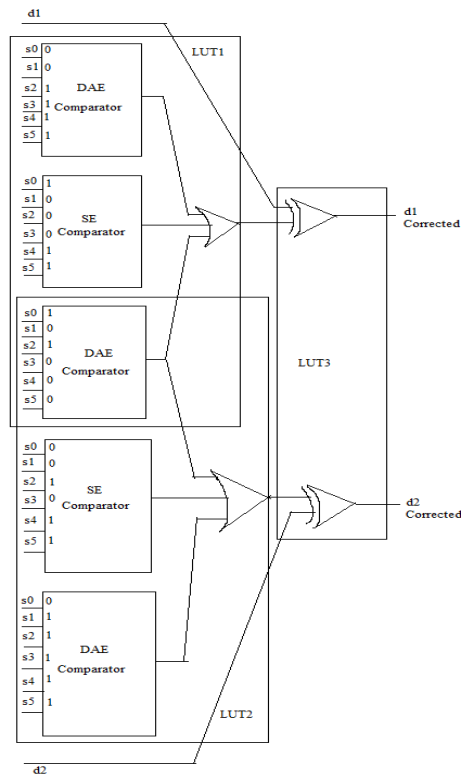 d1
LUT1
s0 0
s1 0
s2 1
s3 1
s4 1
s5 1
DAE
Comparator
s0 1
s1 0
s2 0
s3 0
s4 1
s5 1
SE
Comparator
d1
Corrected
s0 1
s1 0
s2 1
s3 0
s4 0
s5 0
DAE
Comparator
LUT3
s0 0
s1 0
s2 1
s3 0
s4 1
s5 1
SE
Comparator
d2
Corrected
s0 0
s1 1
s2 1
s3 1
s4 1
s5 1
DAE
Comparator
LUT2
d2